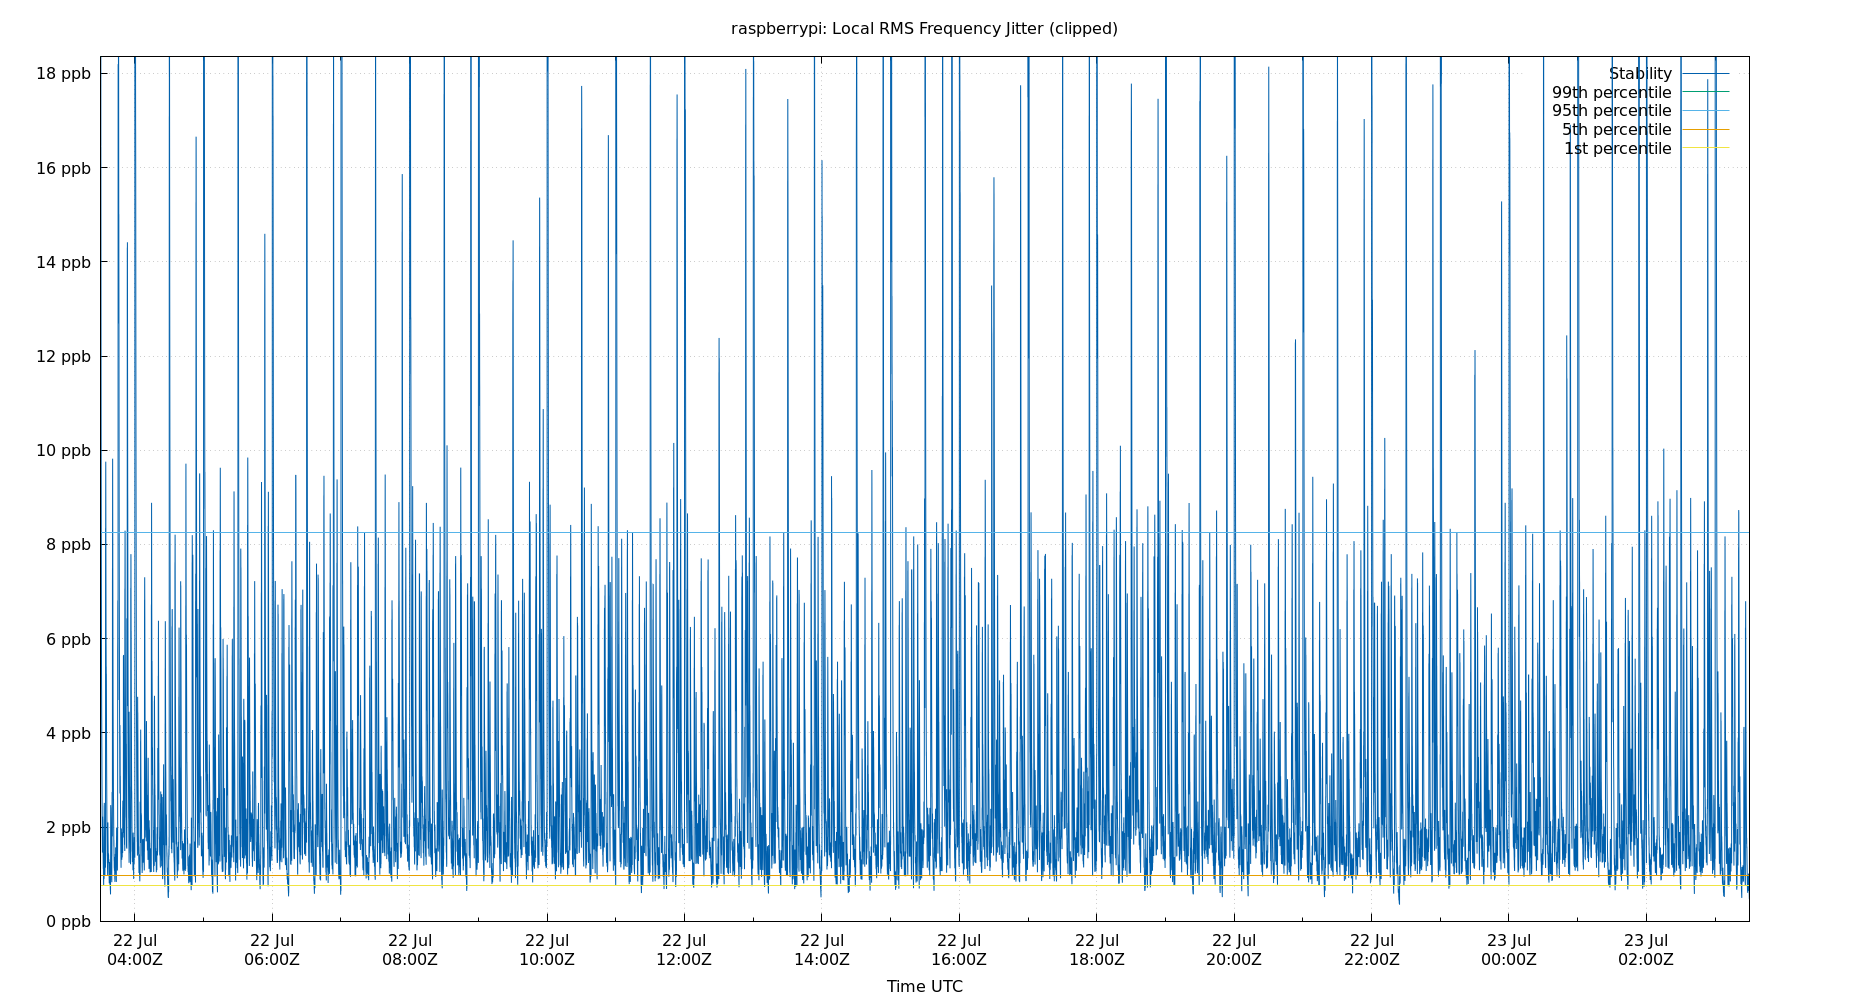 raspberrypi: Local RMS Frequency Jitter (clipped)
18 ppb
16 ppb
14 ppb
12 ppb
10 ppb
8 ppb
6 ppb
4 ppb
2 ppb
0 ppb
Stability
99th percentile
95th percentile
5th percentile
1st percentile
22 Jul 22 Jul 22 Jul 22 Jul 22 Jul 22 Jul 22 Jul 22 Jul 22 Jul 22 Jul 23 Jul 23 Jul
04:00Z 06:00Z 08:00Z 10:00Z 12:00Z 14:00Z 16:00Z 18:00Z 20:00Z 22:00Z 00:00Z 02:00Z
Time UTC